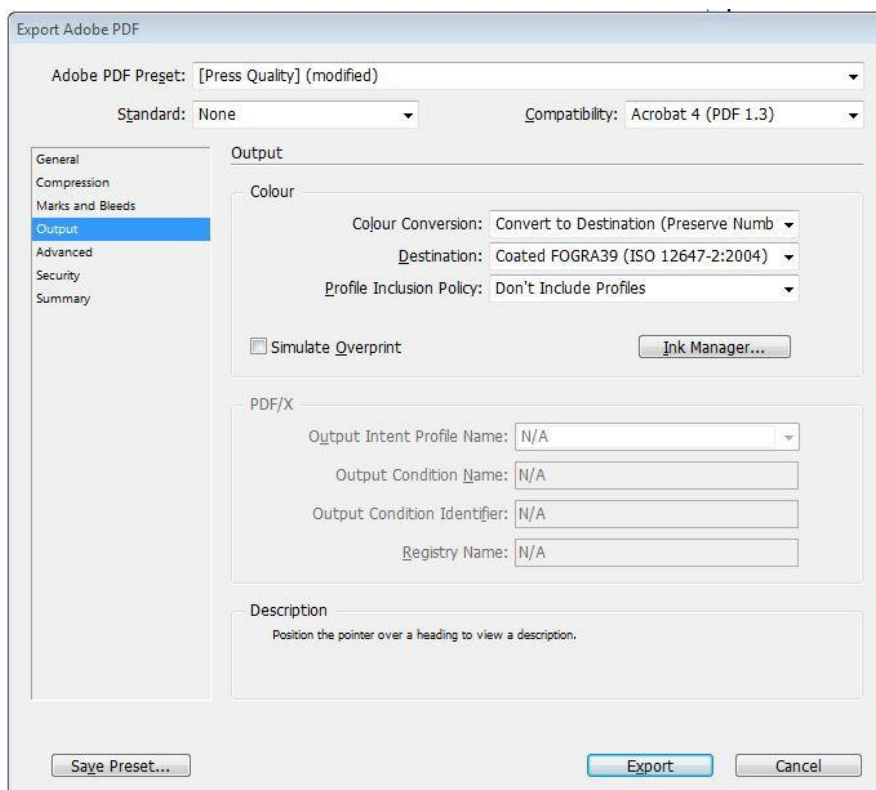 Export Adobe PDF
Adobe PDF Preset: [Press Quality] (modified)
Standard: None Compatibility: Acrobat 4 (PDF 1.3)
General
Compression
Marks and Bleeds
Output
Advanced
Security
Summary
Output
Colour
Colour Conversion: Convert to Destination (Preserve Numb
Destination: Coated FOGRA39 (ISO 12647-2:2004)
Profile Inclusion Policy: Don't Include Profiles
Simulate Overprint Ink Manager...
PDF/X
Output Intent Profile Name: N/A
Output Condition Name: N/A
Output Condition Identifier: N/A
Registry Name: N/A
Description
Position the pointer over a heading to view a description.
Save Preset... Export Cancel